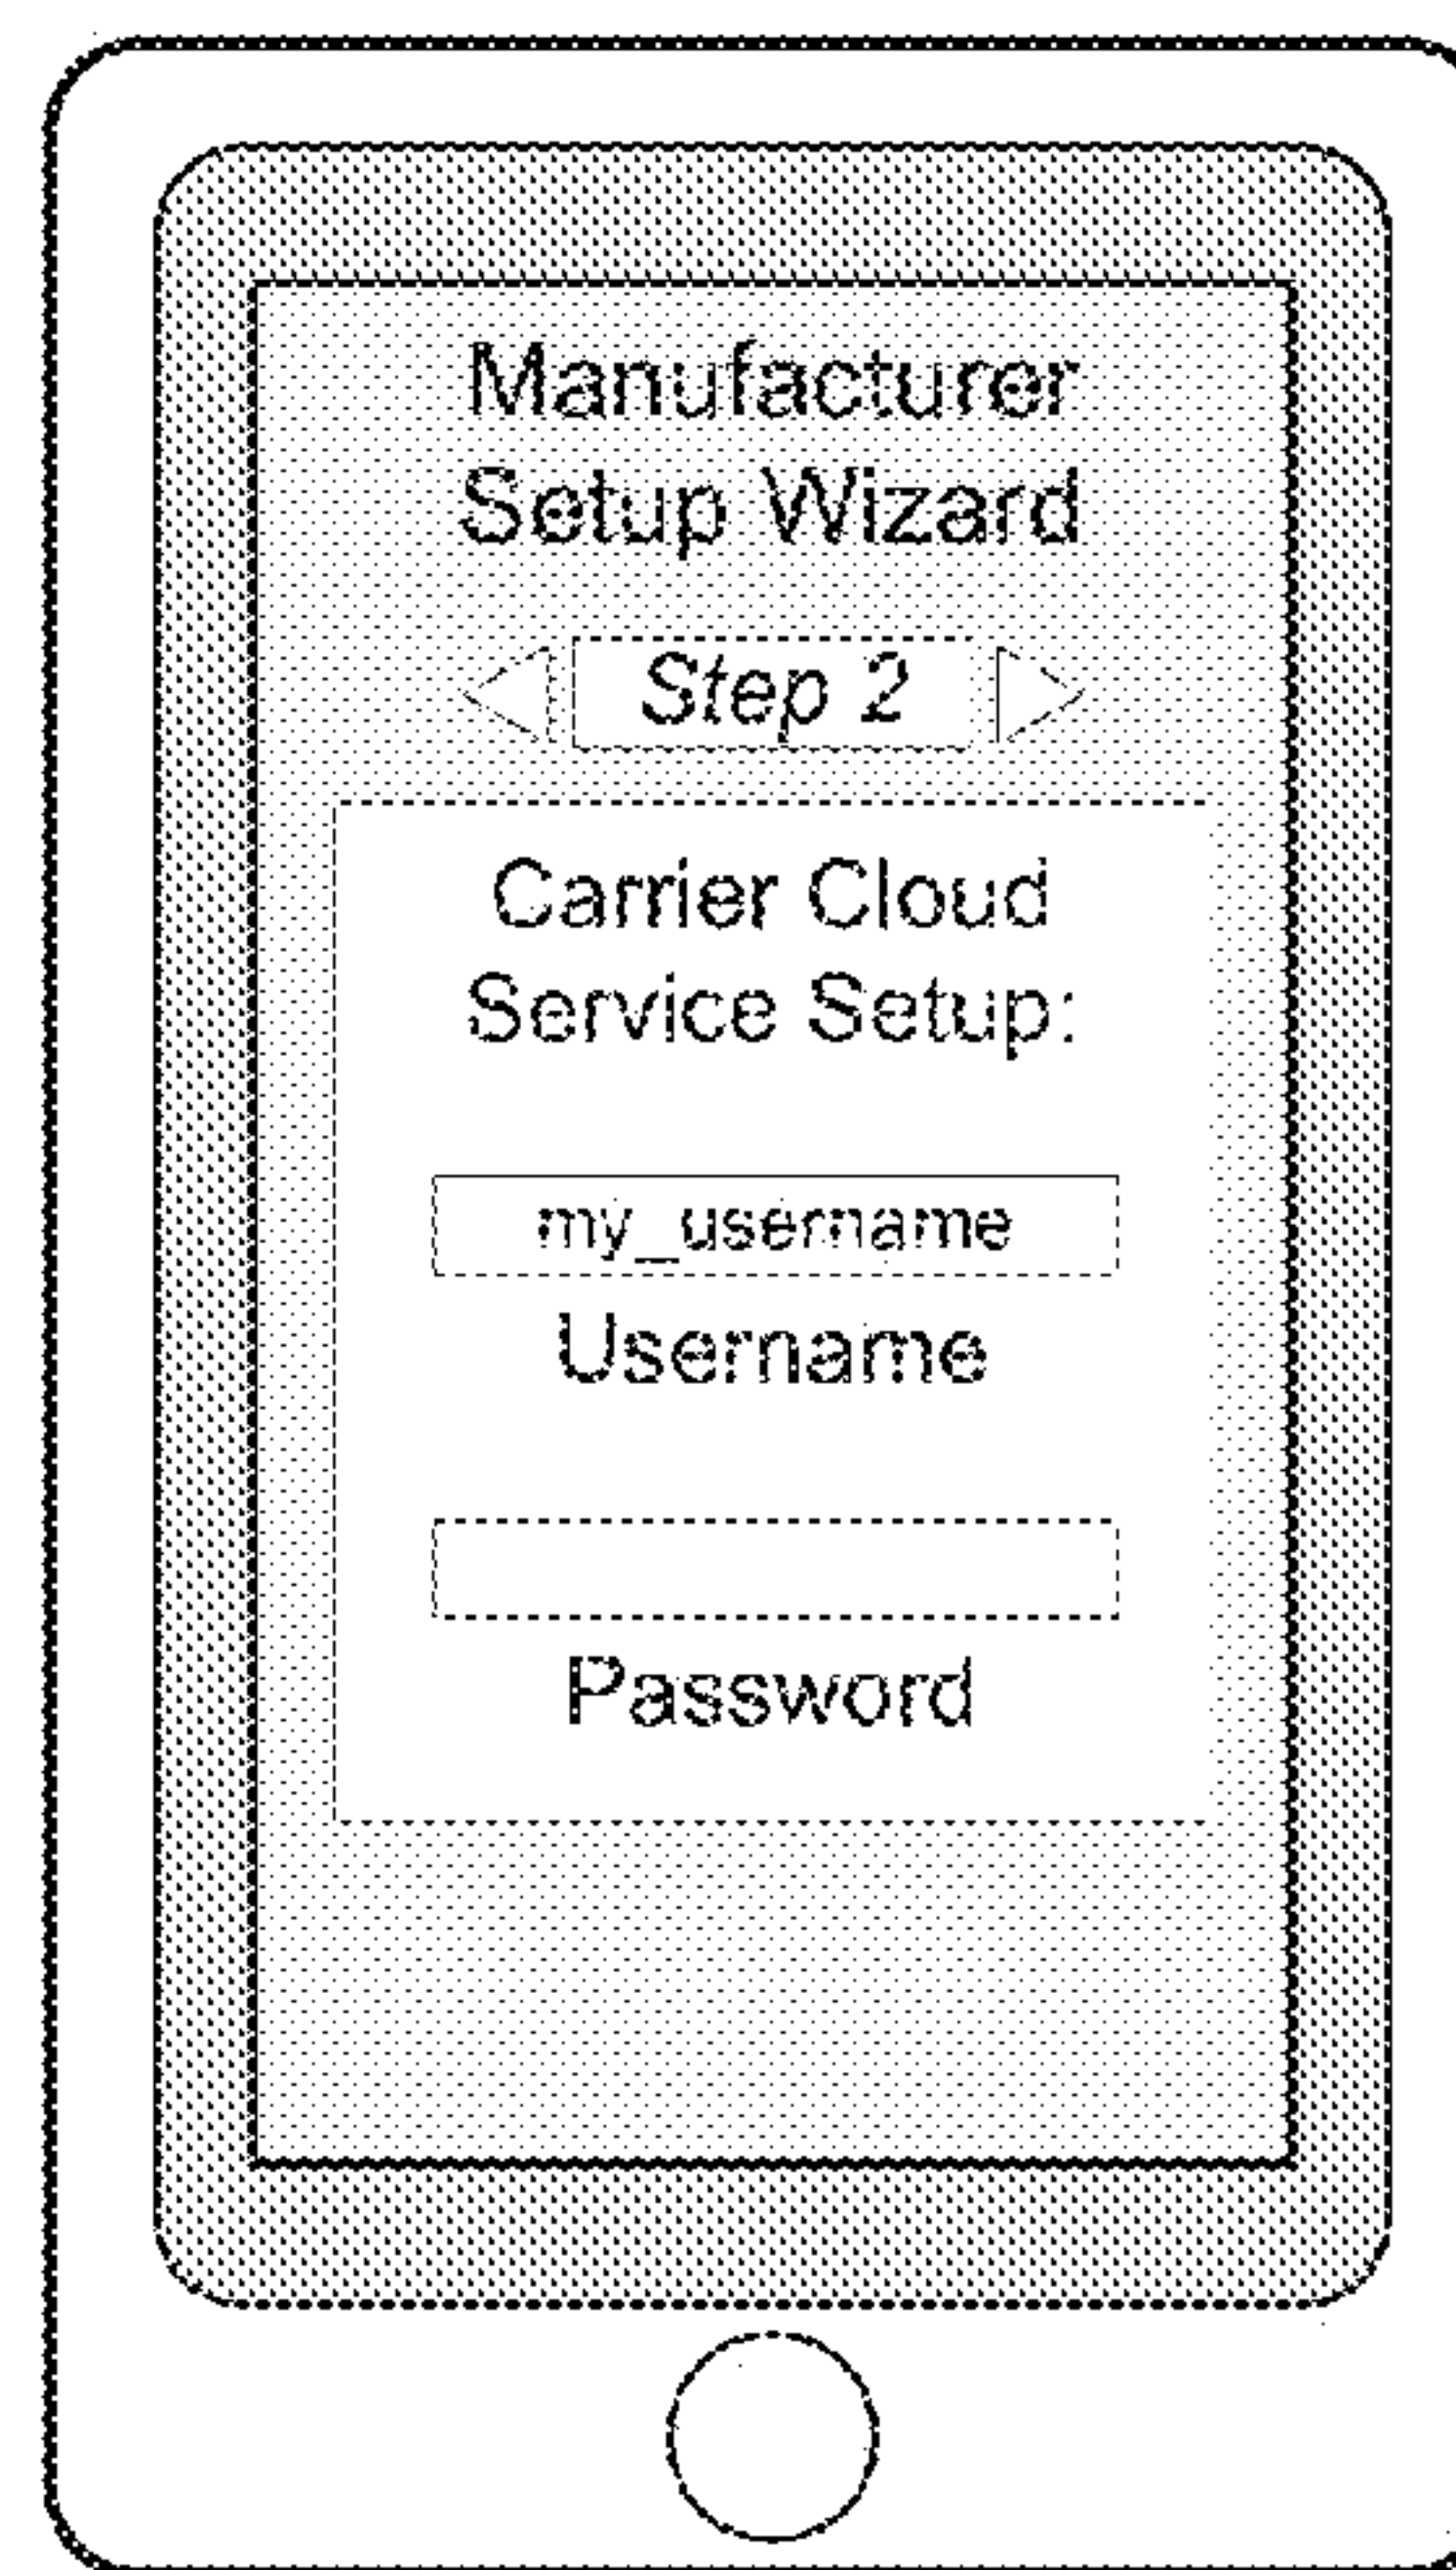 Manufacturer
Setup Wizard
Step 2
Carrier Cloud
Service Setup:
my_username
Username
Password